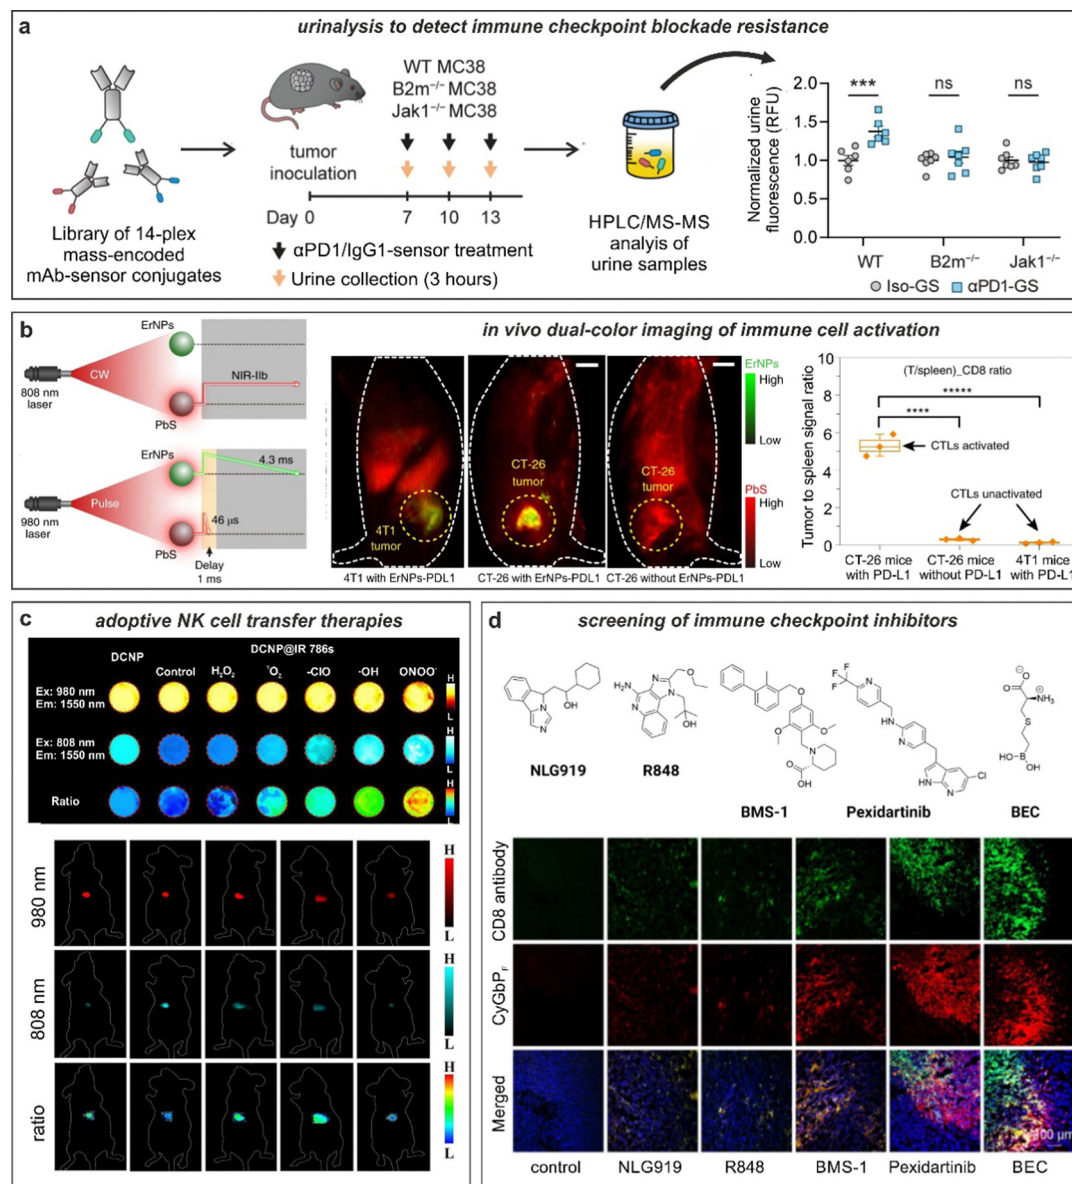 a
urinalysis to detect immune checkpoint blockade resistance
Library of 14-plex
mass-encoded
mAb-sensor conjugates
WT MC38
B2m⁻/⁻ MC38
Jak1⁻/⁻ MC38
tumor
inoculation
Day 0 7 10 13
αPD1/IgG1-sensor treatment
Urine collection (3 hours)
HPLC/MS-MS
analyis of
urine samples
Normalized urine
fluorescence (RFU)
2.0
1.5
1.0
0.5
0.0
*** ns ns
WT B2m⁻/⁻ Jak1⁻/⁻
Iso-GS αPD1-GS
b
in vivo dual-color imaging of immune cell activation
ErNPs
CW
808 nm
laser
NIR-IIb
PbS
ErNPs
4.3 ms
Pulse
980 nm
laser
46 µs
PbS
Delay
1 ms
4T1
tumor
4T1 with ErNPs-PDL1
CT-26
tumor
CT-26 with ErNPs-PDL1
CT-26
tumor
CT-26 without ErNPs-PDL1
ErNPs
High
Low
PbS
High
Low
Tumor to spleen signal ratio
10
8
6
4
2
0
(T/spleen)_CD8 ratio
*****
****
CTLs activated
CTLs unactivated
CT-26 mice
with PD-L1
CT-26 mice
without PD-L1
4T1 mice
with PD-L1
c
adoptive NK cell transfer therapies
DCNP
DCNP@IR 786s
Control H₂O₂ ¹O₂ -ClO ·OH ONOO⁻
Ex: 980 nm
Em: 1550 nm
H
L
Ex: 808 nm
Em: 1550 nm
H
L
Ratio
H
L
980 nm
H
L
808 nm
H
L
ratio
H
L
d
screening of immune checkpoint inhibitors
NLG919
R848
BMS-1
Pexidartinib
BEC
CD8 antibody
CyGbP_F
Merged
100 µm
control NLG919 R848 BMS-1 Pexidartinib BEC